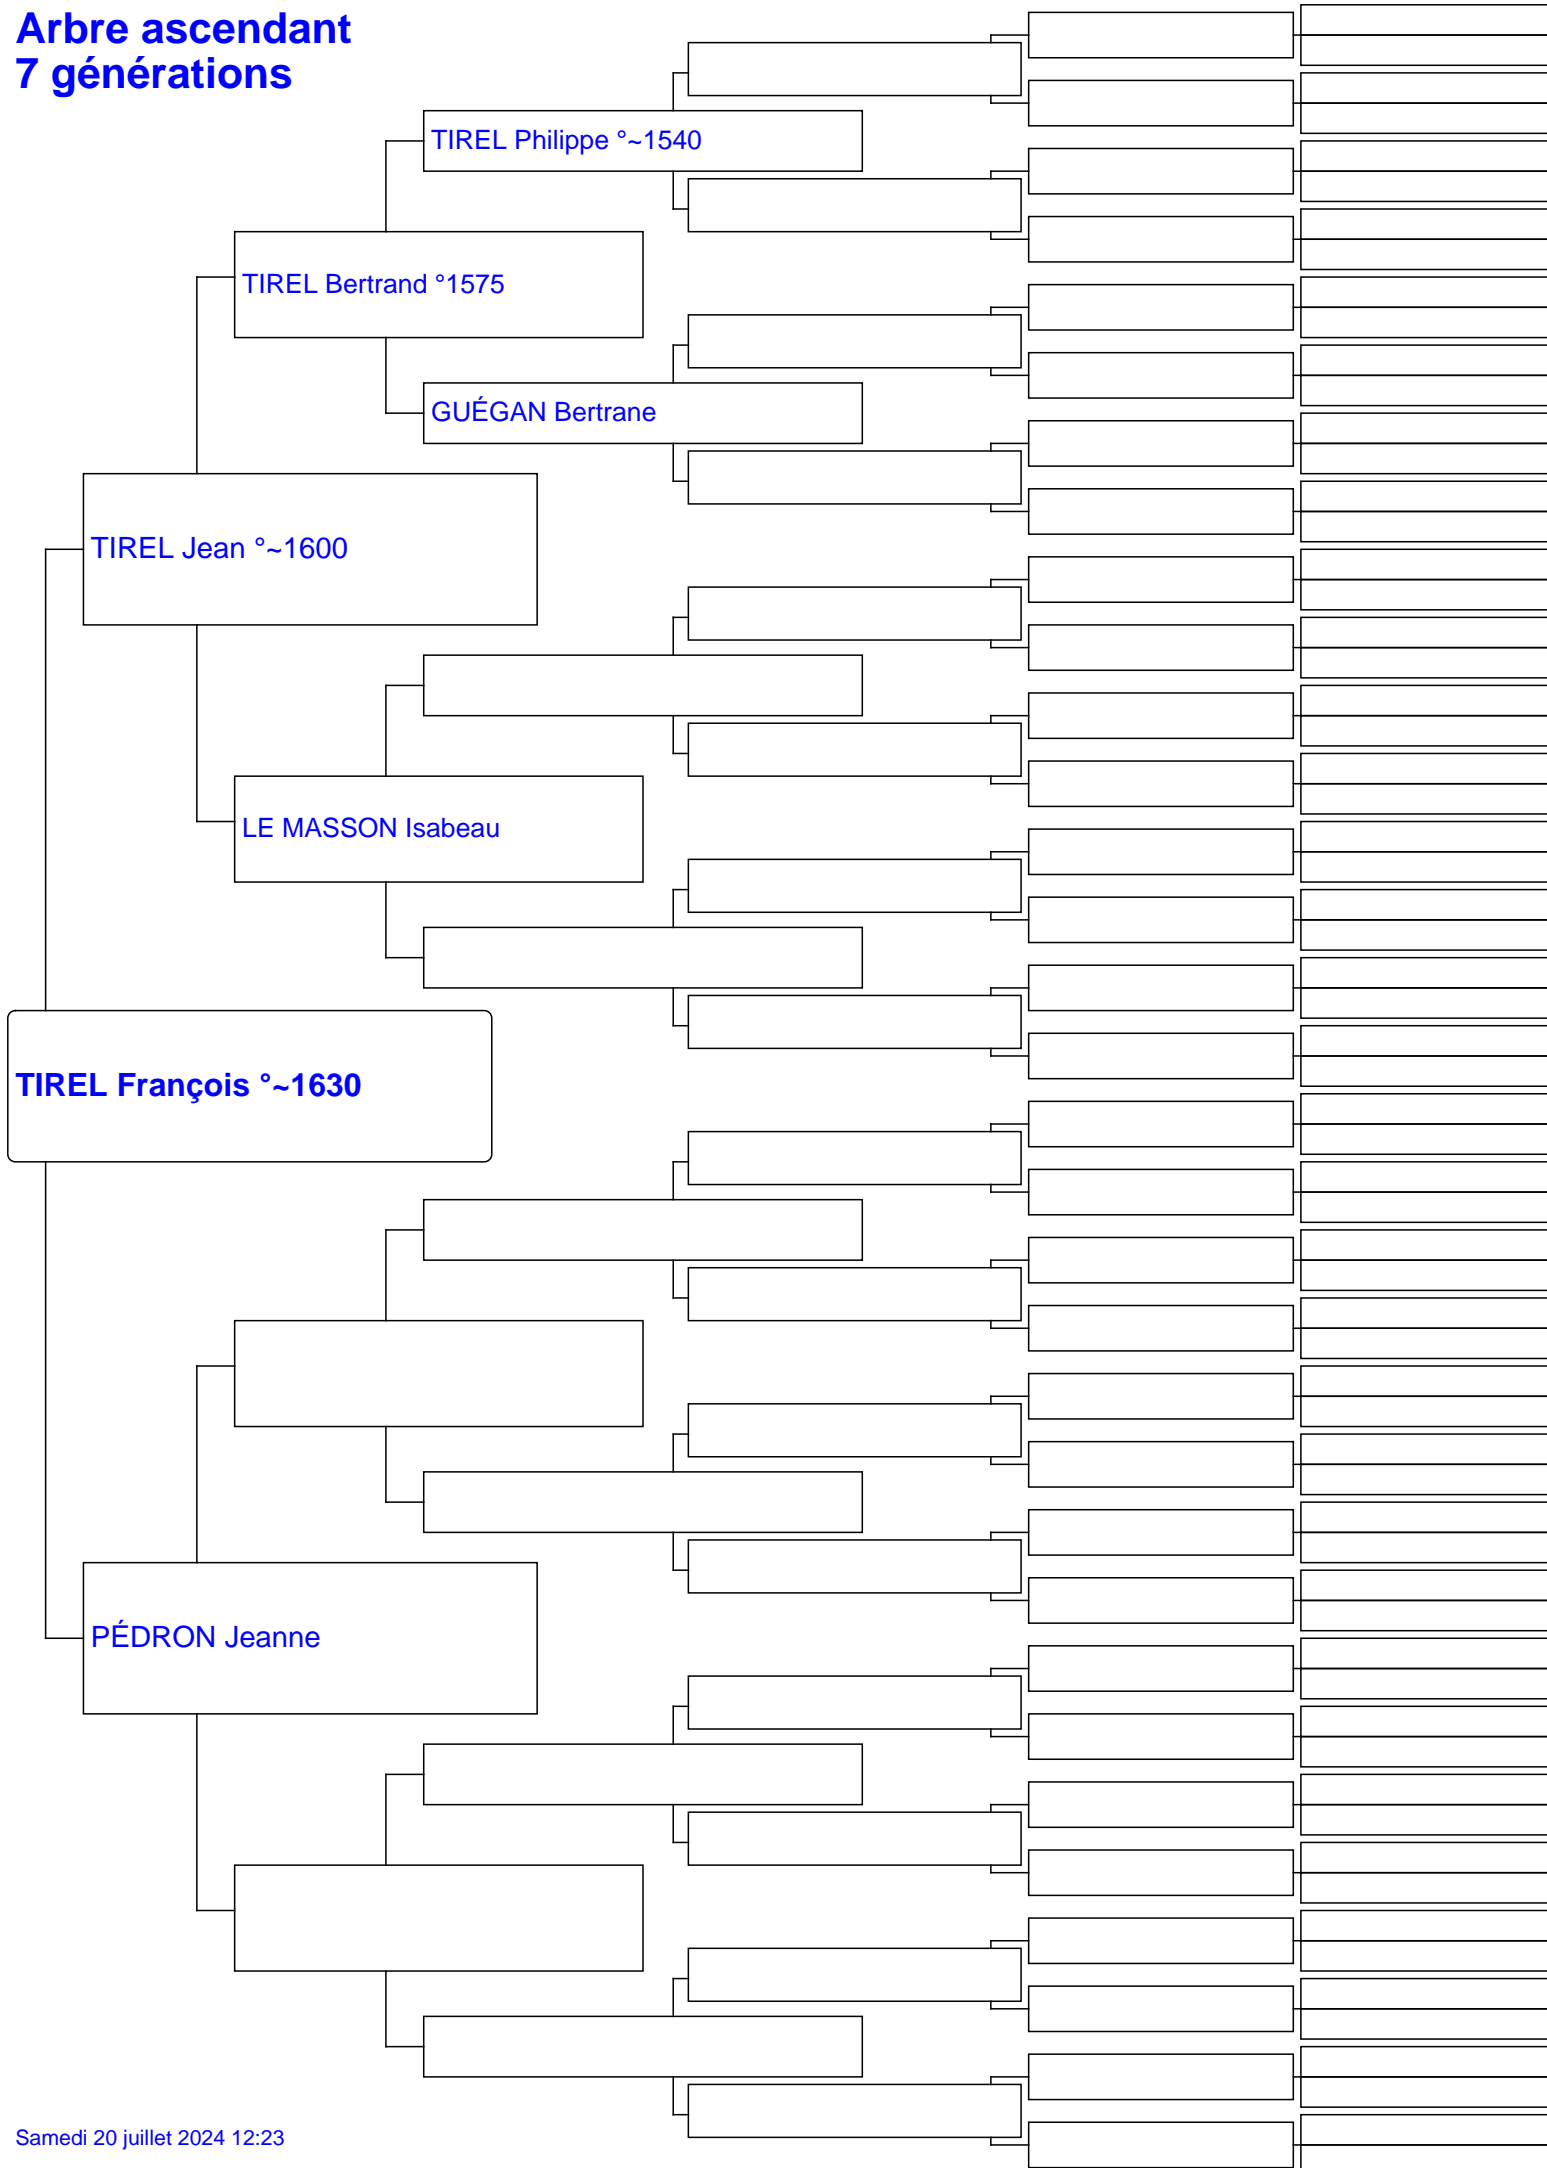 Arbre ascendant
7 générations
TIREL Philippe °~1540
TIREL Bertrand °1575
GUÉGAN Bertrane
TIREL Jean °~1600
LE MASSON Isabeau
TIREL François °~1630
PÉDRON Jeanne
Samedi 20 juillet 2024 12:23